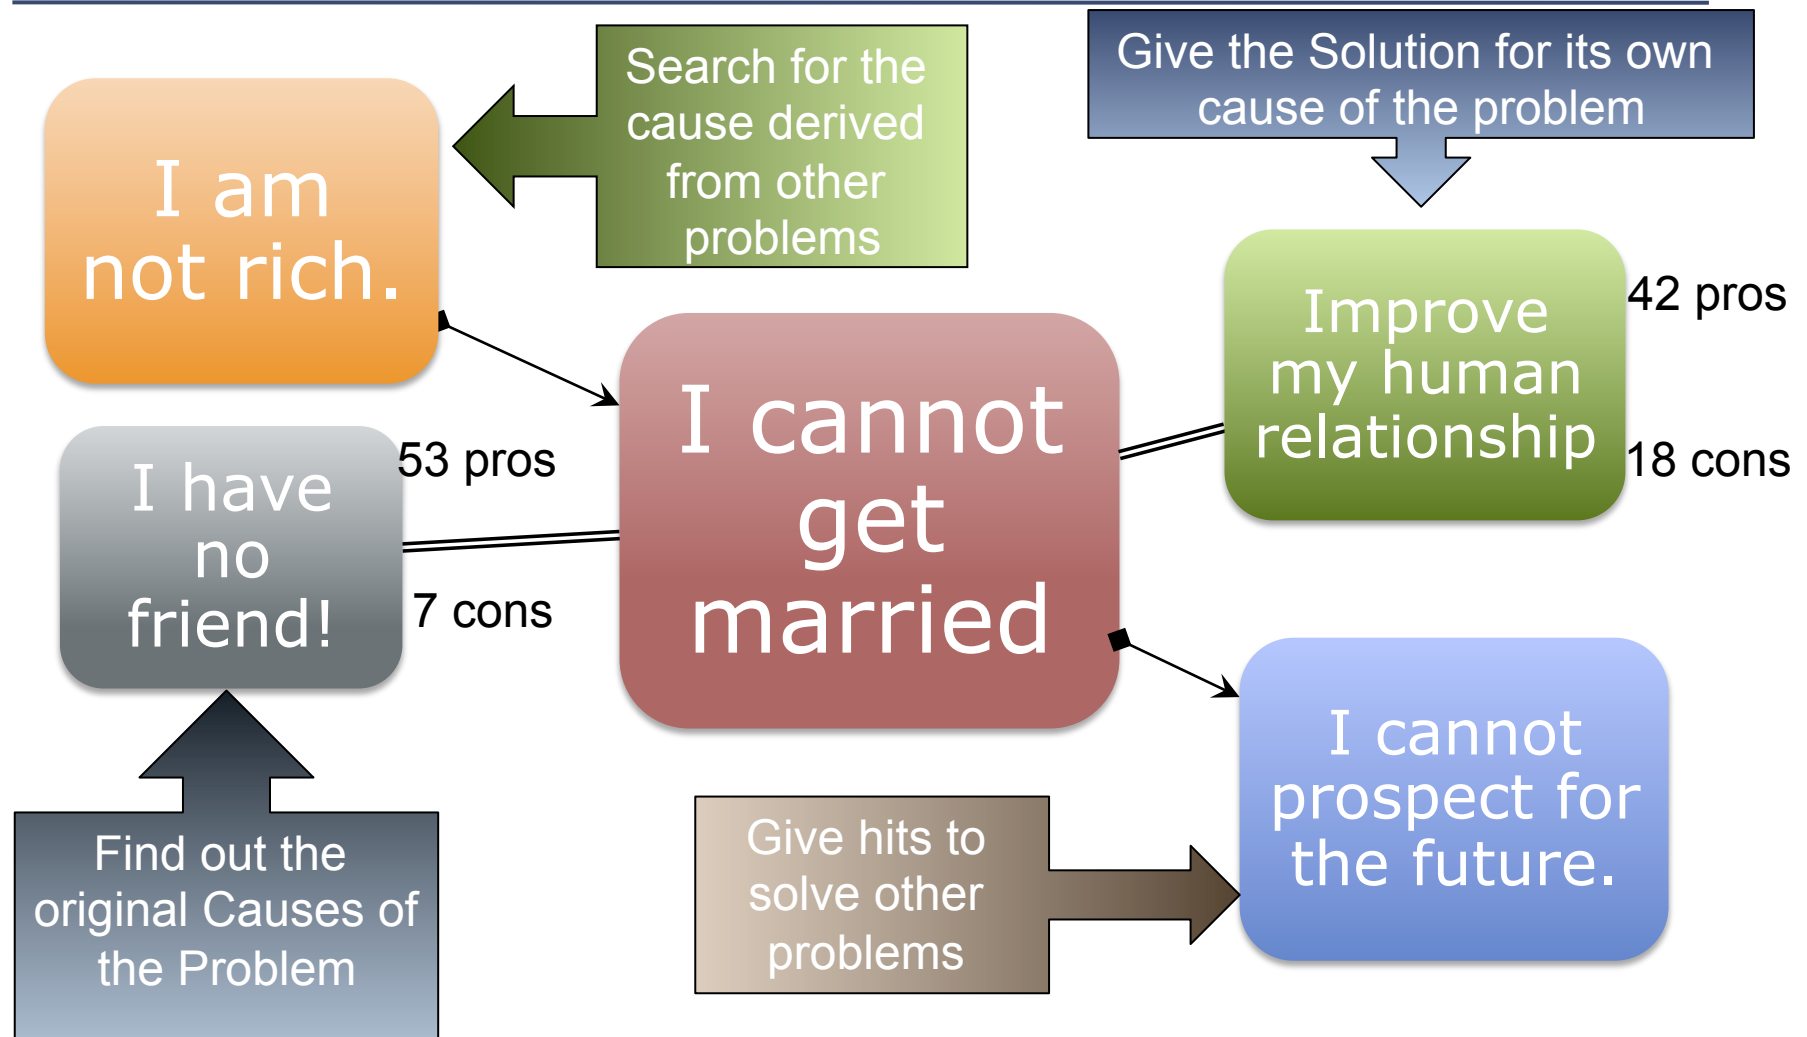 Search for the
cause derived
from other
problems
Give the Solution for its own
cause of the problem
I am
not rich.
Improve
my human
relationship
42 pros
18 cons
I cannot
get
married
I have
no
friend!
53 pros
7 cons
I cannot
prospect for
the future.
Find out the
original Causes of
the Problem
Give hits to
solve other
problems